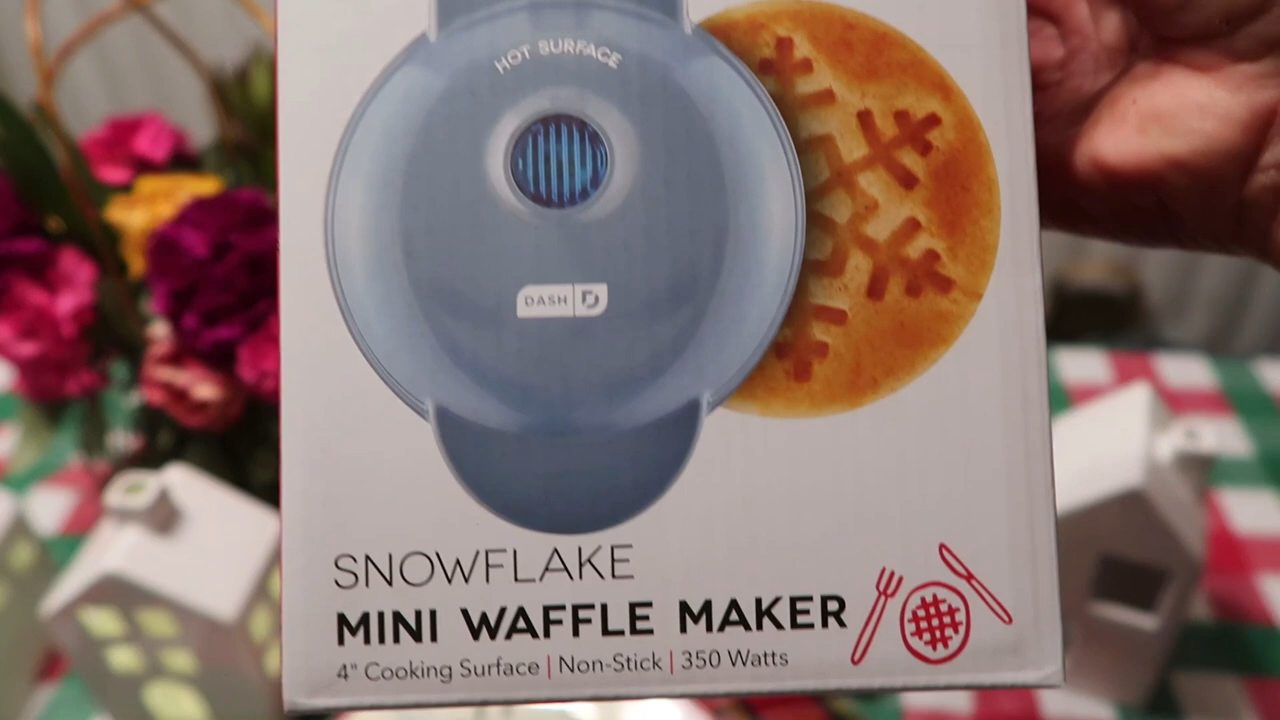 HOT SURFACE
DASH D
SNOWFLAKE
MINI WAFFLE MAKER
4" Cooking Surface | Non-Stick | 350 Watts